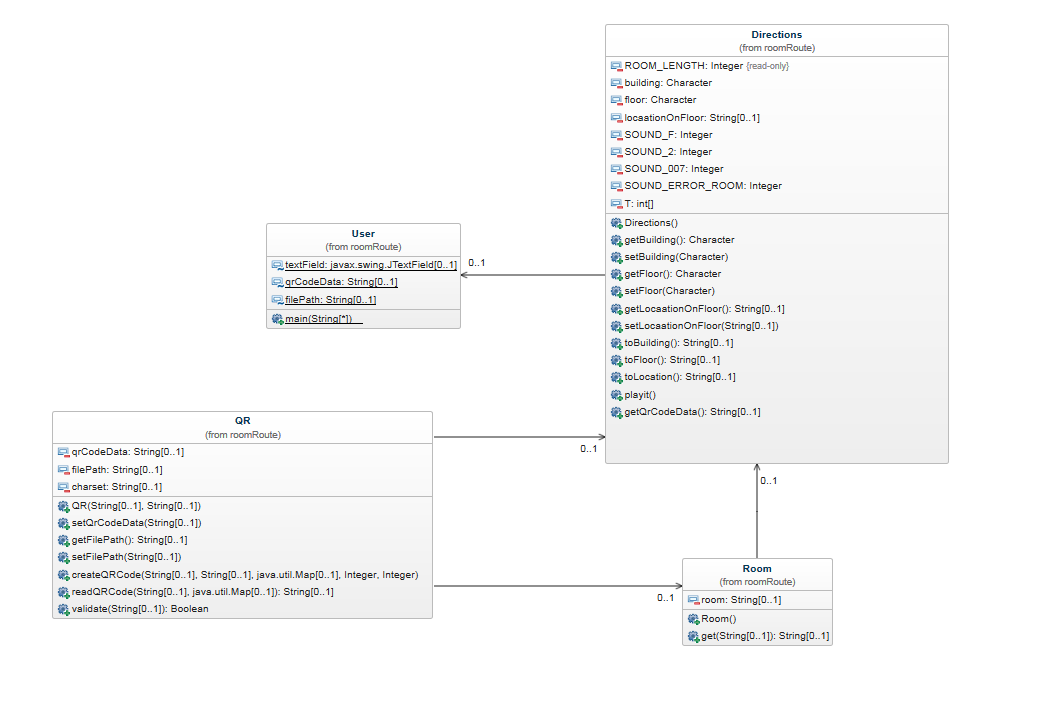 Directions
(from roomRoute)
ROOM_LENGTH: Integer {read-only}
building: Character
floor: Character
locaationOnFloor: String[0..1]
SOUND_F: Integer
SOUND_2: Integer
SOUND_007: Integer
SOUND_ERROR_ROOM: Integer
T: int[]
Directions()
getBuilding(): Character
setBuilding(Character)
getFloor(): Character
setFloor(Character)
getLocaationOnFloor(): String[0..1]
setLocaationOnFloor(String[0..1])
toBuilding(): String[0..1]
toFloor(): String[0..1]
toLocation(): String[0..1]
playit()
getQrCodeData(): String[0..1]
User
(from roomRoute)
textField: javax.swing.JTextField[0..1]
qrCodeData: String[0..1]
filePath: String[0..1]
main(String[*])
0..1
QR
(from roomRoute)
qrCodeData: String[0..1]
filePath: String[0..1]
charset: String[0..1]
QR(String[0..1], String[0..1])
setQrCodeData(String[0..1])
getFilePath(): String[0..1]
setFilePath(String[0..1])
createQRCode(String[0..1], String[0..1], java.util.Map[0..1], Integer, Integer)
readQRCode(String[0..1], java.util.Map[0..1]): String[0..1]
validate(String[0..1]): Boolean
0..1
0..1
0..1
Room
(from roomRoute)
room: String[0..1]
Room()
get(String[0..1]): String[0..1]